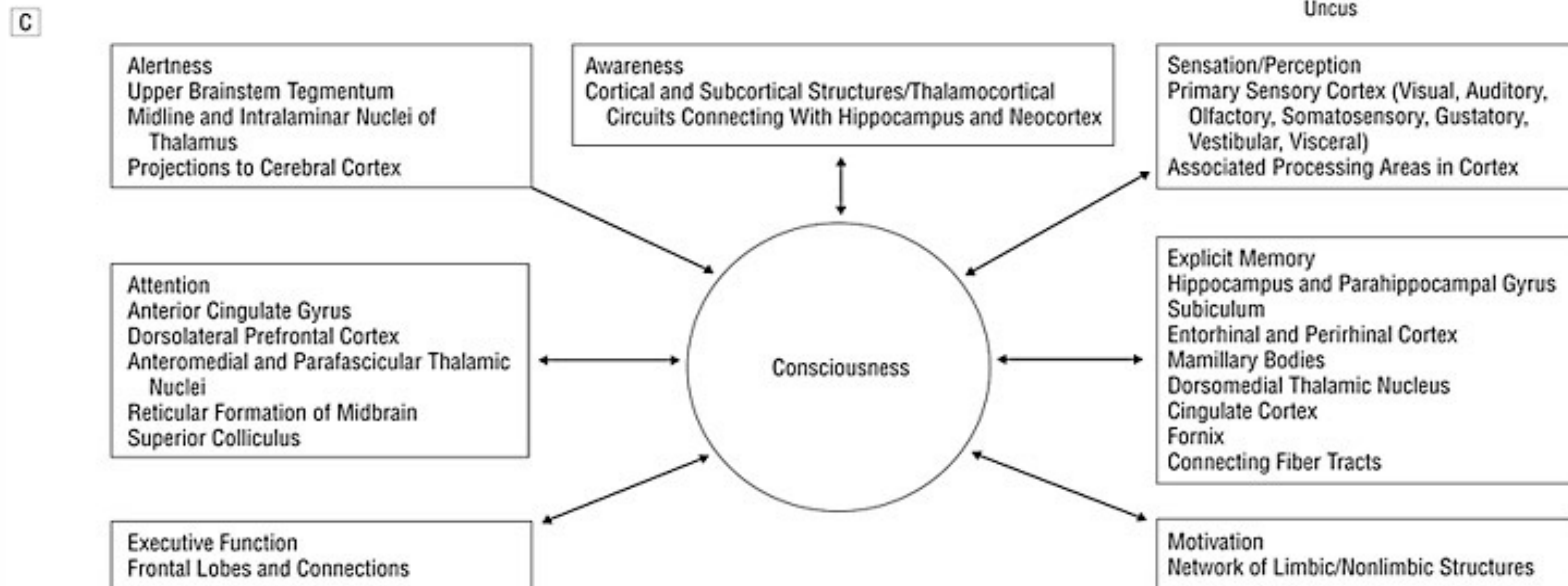 C
Uncus
Alertness
Upper Brainstem Tegmentum
Midline and Intralaminar Nuclei of
Thalamus
Projections to Cerebral Cortex
Awareness
Cortical and Subcortical Structures/Thalamocortical
Circuits Connecting With Hippocampus and Neocortex
Sensation/Perception
Primary Sensory Cortex (Visual, Auditory,
Olfactory, Somatosensory, Gustatory,
Vestibular, Visceral)
Associated Processing Areas in Cortex
Attention
Anterior Cingulate Gyrus
Dorsolateral Prefrontal Cortex
Anteromedial and Parafascicular Thalamic
Nuclei
Reticular Formation of Midbrain
Superior Colliculus
Consciousness
Explicit Memory
Hippocampus and Parahippocampal Gyrus
Subiculum
Entorhinal and Perirhinal Cortex
Mamillary Bodies
Dorsomedial Thalamic Nucleus
Cingulate Cortex
Fornix
Connecting Fiber Tracts
Executive Function
Frontal Lobes and Connections
Motivation
Network of Limbic/Nonlimbic Structures